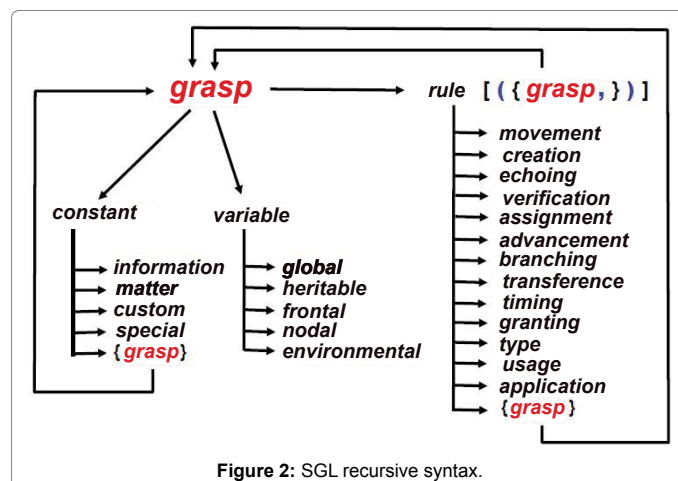 grasp
rule [({grasp,})]
movement
creation
echoing
verification
assignment
advancement
branching
transference
timing
granting
type
usage
application
{grasp}
constant
information
matter
custom
special
{grasp}
variable
global
heritable
frontal
nodal
environmental
Figure 2: SGL recursive syntax.